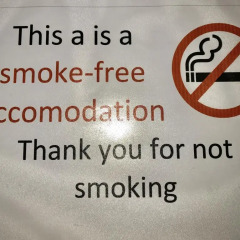 This a is a
smoke-free
ccomodation
Thank you for not
smoking